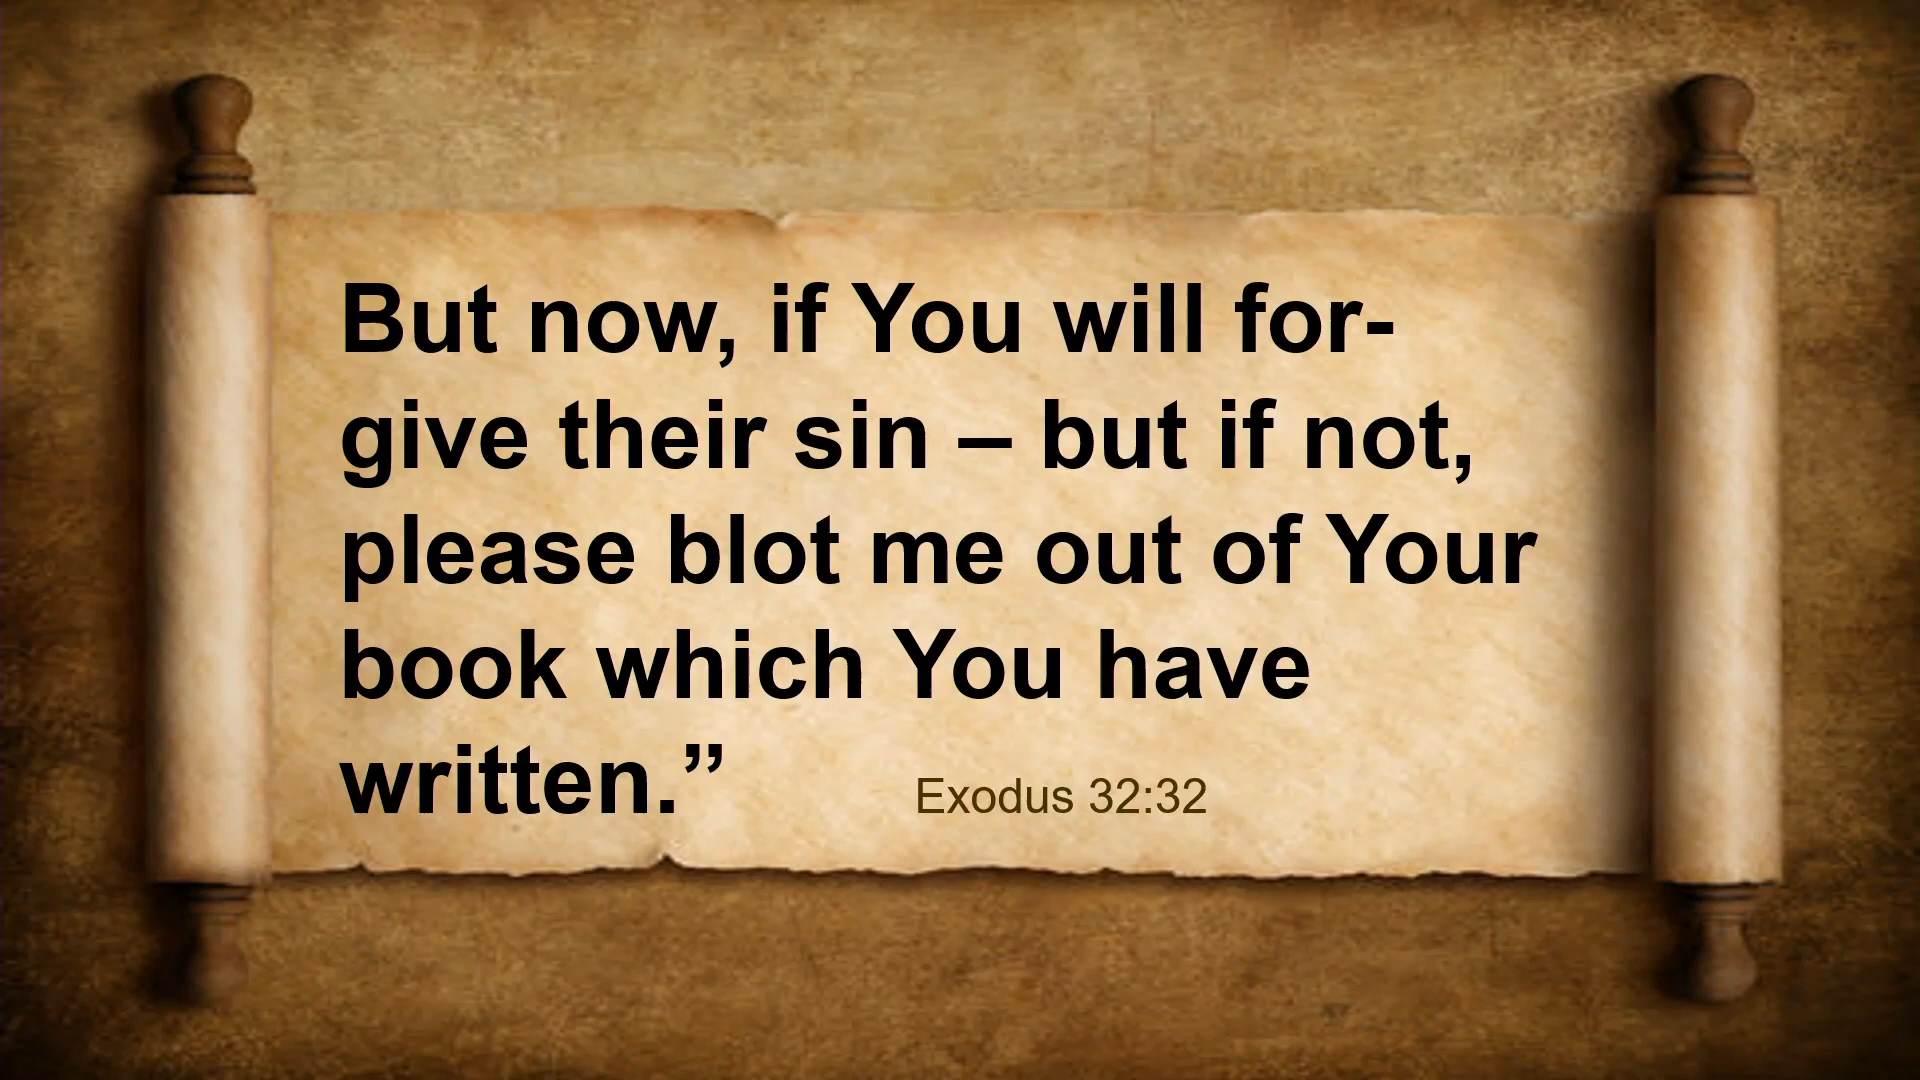 But now, if You will for-
give their sin – but if not,
please blot me out of Your
book which You have
written.” Exodus 32:32